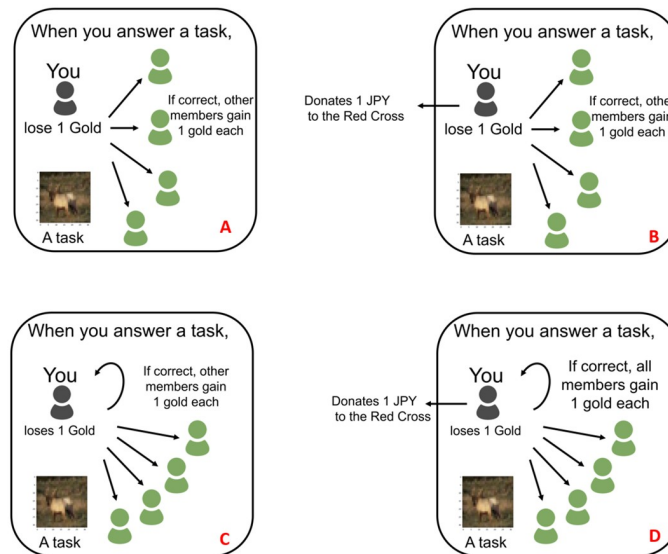 When you answer a task,
You
lose 1 Gold
If correct, other
members gain
1 gold each
A task
A
When you answer a task,
You
Donates 1 JPY
to the Red Cross
lose 1 Gold
If correct, othe
members gain
1 gold each
A task
B
When you answer a task,
You
loses 1 Gold
If correct, other
members gain
1 gold each
A task
C
When you answer a task,
You
Donates 1 JPY
to the Red Cross
loses 1 Gold
If correct, all
members gain
1 gold each
A task
D